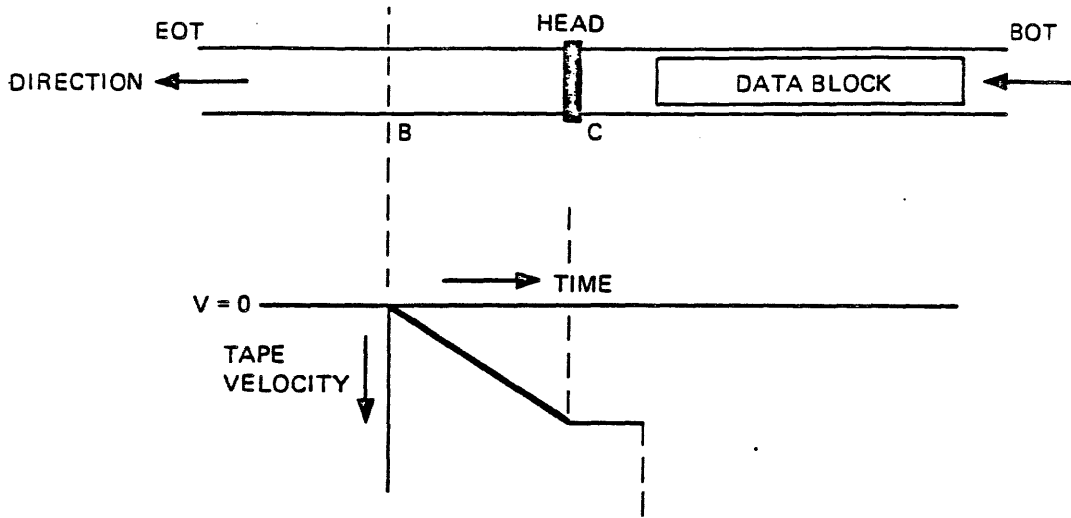 EOT
HEAD
BOT
DIRECTION
DATA BLOCK
B
C
TIME
V = 0
TAPE
VELOCITY